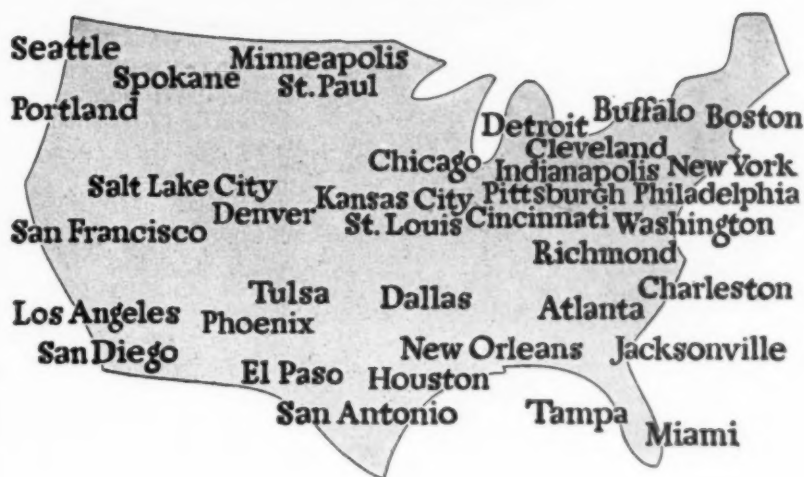 Seattle
Minneapolis
St. Paul
Spokane
Portland
Detroit
Buffalo
Boston
Cleveland
Chicago
Indianapolis
New York
Salt Lake City
Kansas City
Pittsburgh
Philadelphia
Denver
St. Louis
Cincinnati
Washington
San Francisco
Richmond
Tulsa
Dallas
Charleston
Los Angeles
Phoenix
Atlanta
San Diego
New Orleans
Jacksonville
El Paso
Houston
San Antonio
Tampa
Miami